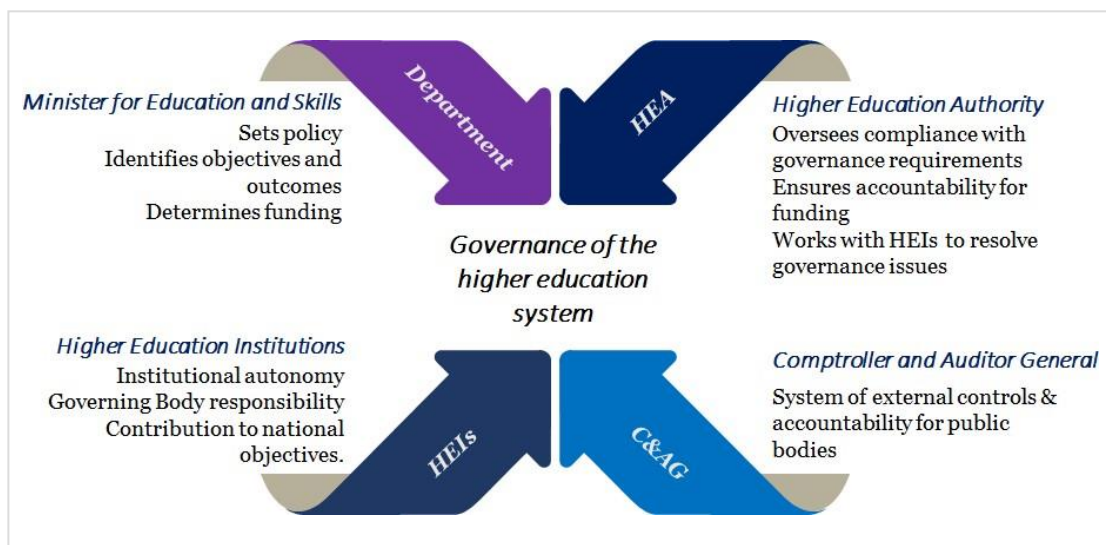 Department
Minister for Education and Skills
Sets policy
Identifies objectives and
outcomes
Determines funding
HEA
Higher Education Authority
Oversees compliance with
governance requirements
Ensures accountability for
funding
Works with HEIs to resolve
governance issues
Governance of the
higher education
system
Higher Education Institutions
Institutional autonomy
Governing Body responsibility
Contribution to national
objectives.
HEIs
Comptroller and Auditor General
System of external controls &
accountability for public
bodies
C&AG